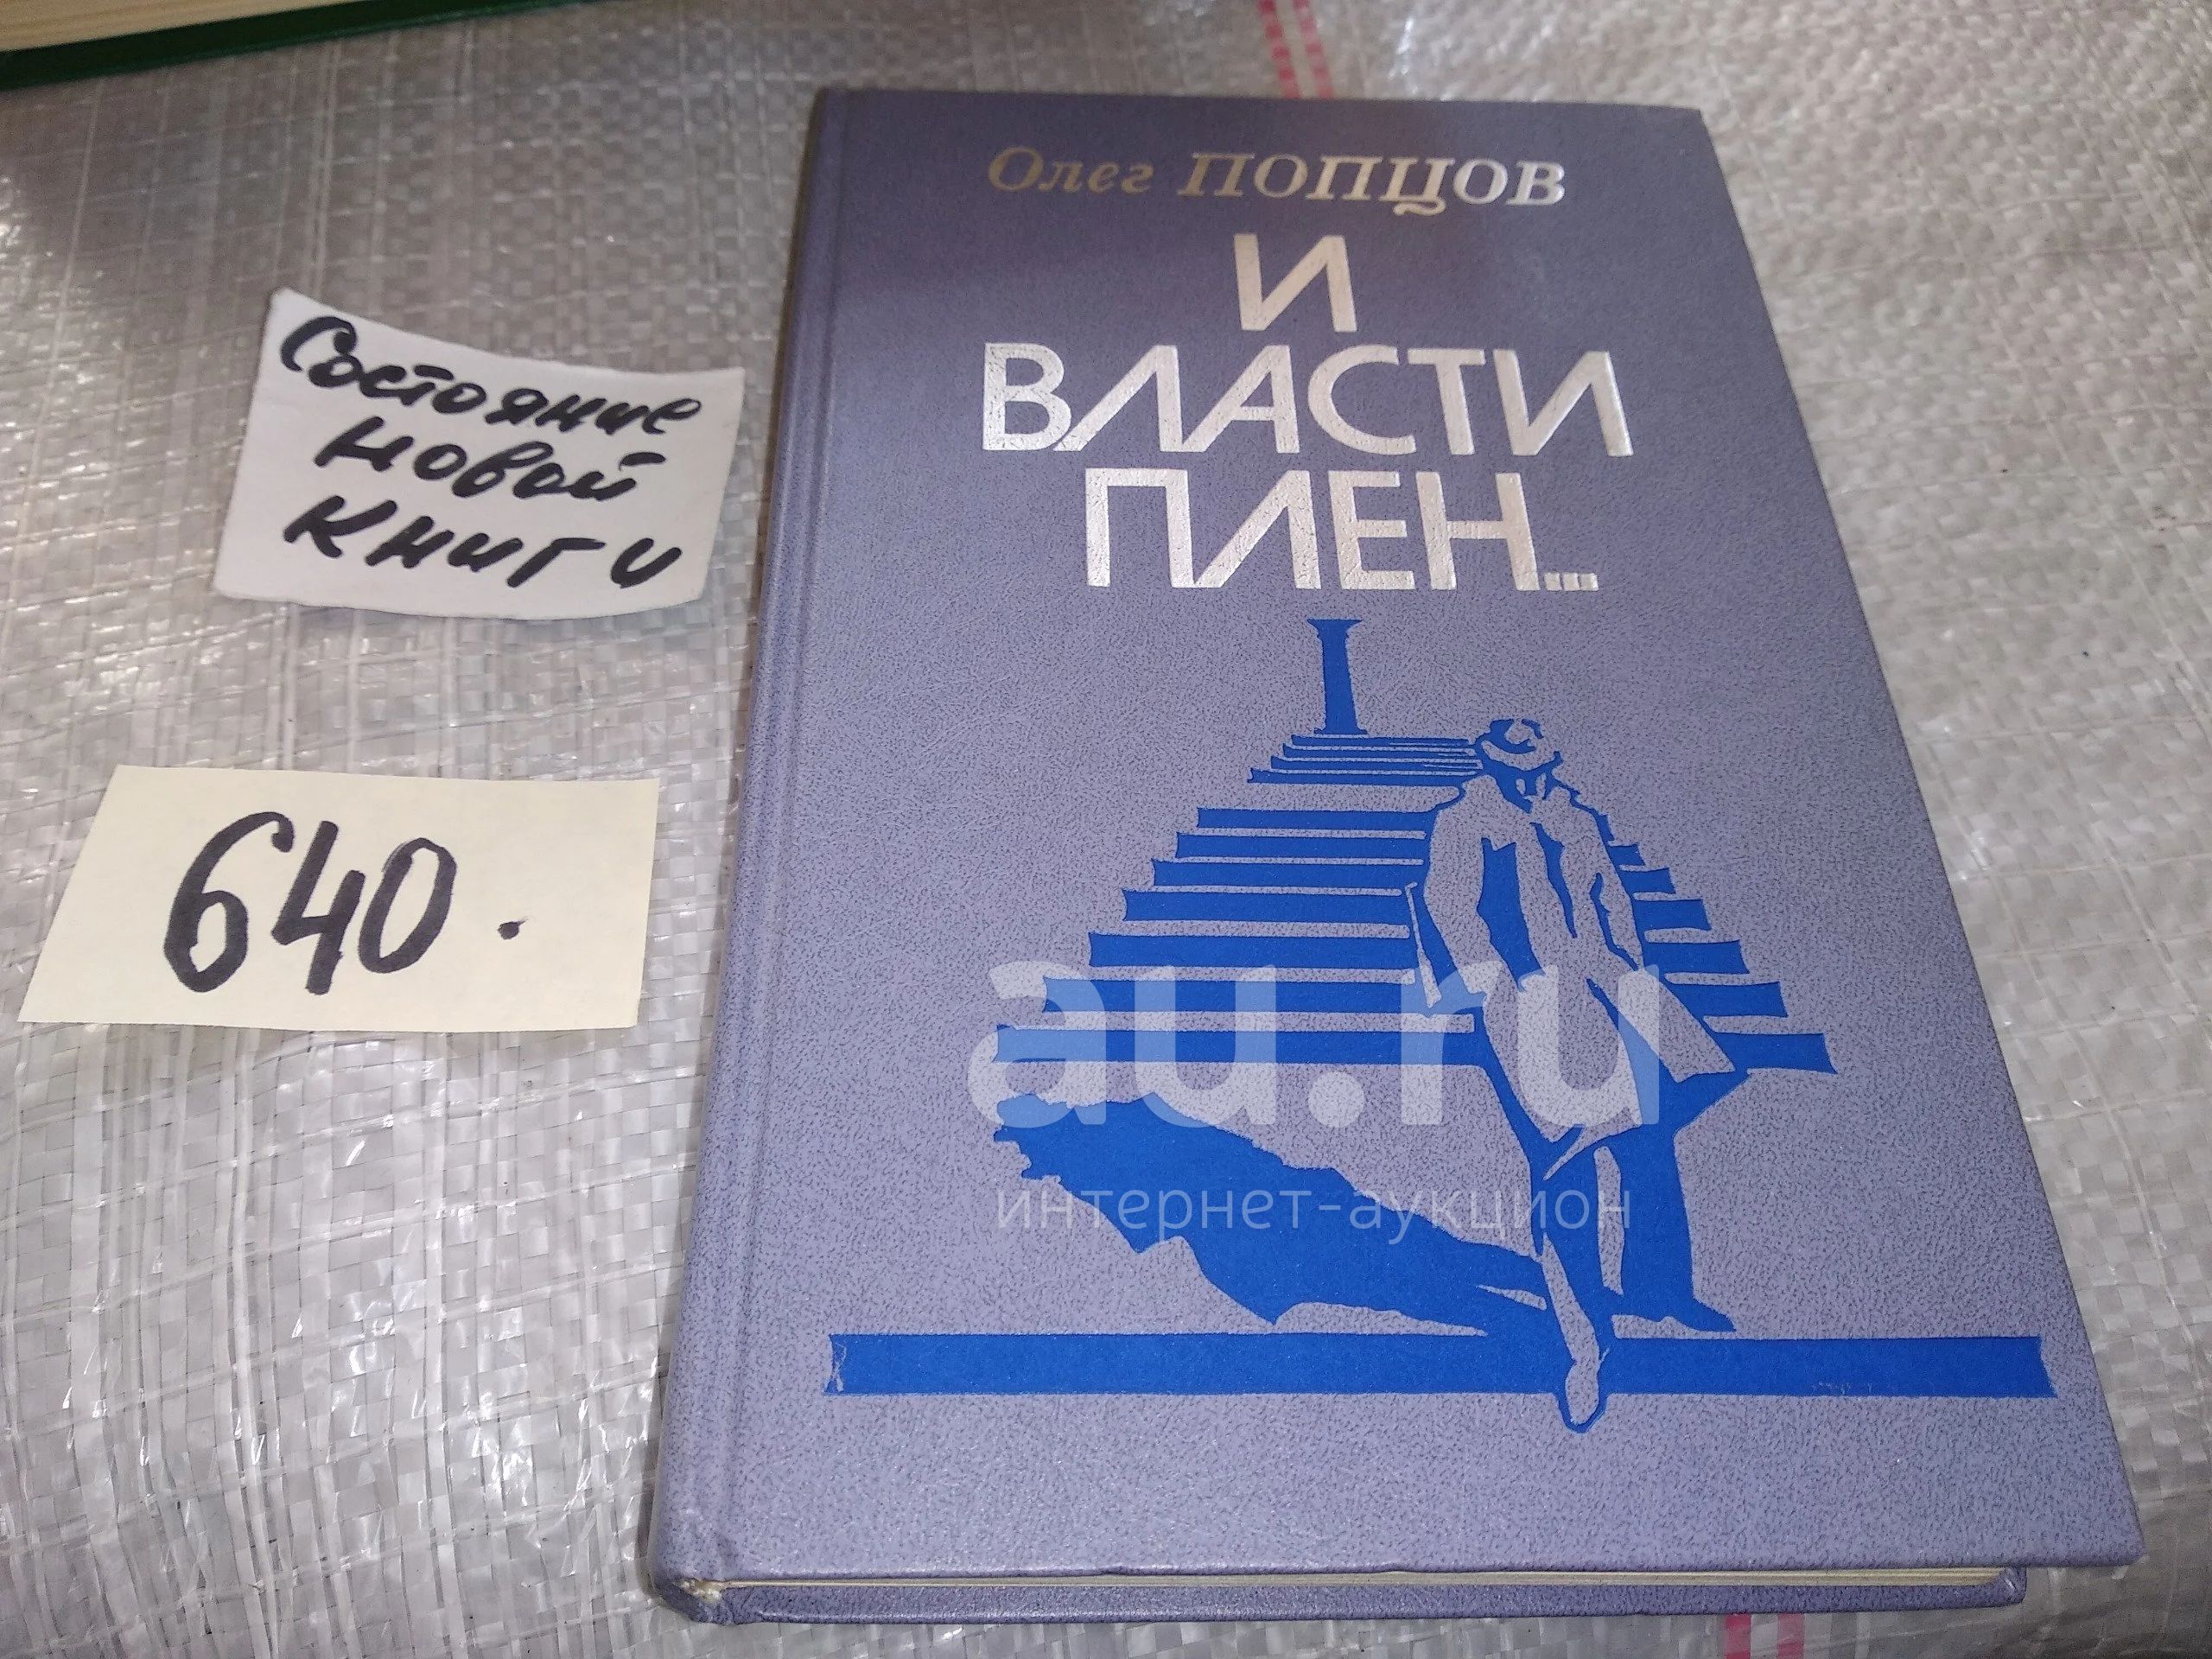 Олег ПОПЦОВ
И
ВЛАСТИ
ПЛЕН...
Состояние
новой
книги
640.
au.ru
интернет-аукцион